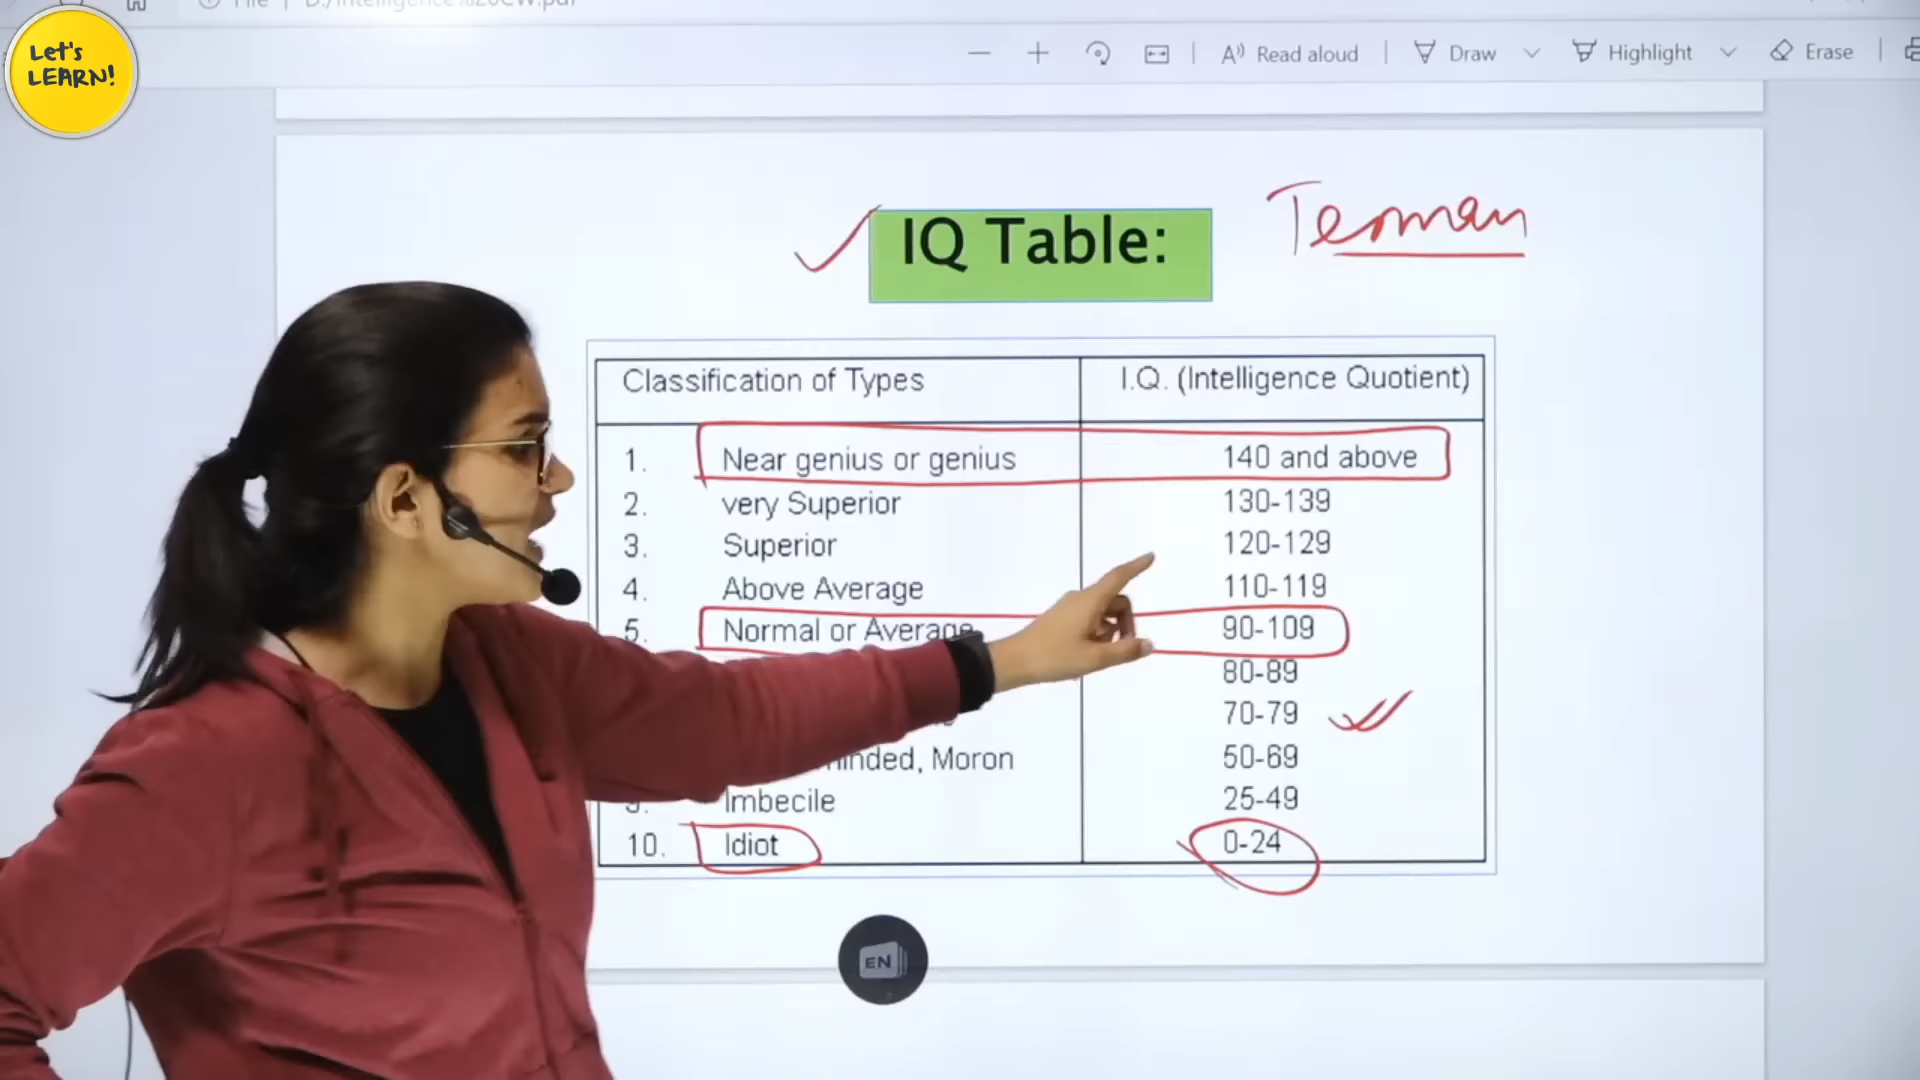 Let's
LEARN!
Read aloud
Draw
Highlight
Erase
IQ Table:
Terman
Classification of Types I.Q. (Intelligence Quotient)
1. Near genius or genius 140 and above
2. very Superior 130-139
3. Superior 120-129
4. Above Average 110-119
5. Normal or Average 90-109
80-89
70-79
Moron 50-69
9. Imbecile 25-49
10. Idiot 0-24
EN